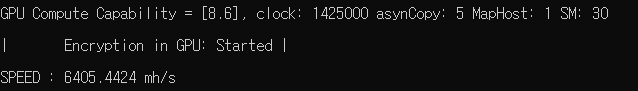 GPU Compute Capability = [8.6], clock: 1425000 asynCopy: 5 MapHost: 1 SM: 30
|       Encryption in GPU: Started |
SPEED : 6405.4424 mh/s